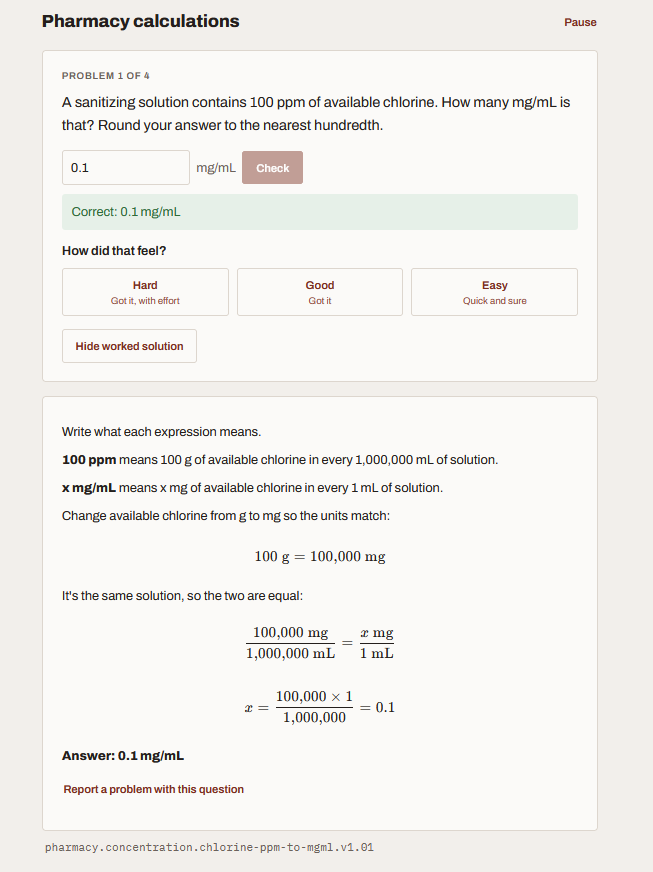 Pharmacy calculations
Pause
PROBLEM 1 OF 4
A sanitizing solution contains 100 ppm of available chlorine. How many mg/mL is
that? Round your answer to the nearest hundredth.
0.1 mg/mL Check
Correct: 0.1 mg/mL
How did that feel?
Hard
Got it, with effort
Good
Got it
Easy
Quick and sure
Hide worked solution
Write what each expression means.
100 ppm means 100 g of available chlorine in every 1,000,000 mL of solution.
x mg/mL means x mg of available chlorine in every 1 mL of solution.
Change available chlorine from g to mg so the units match:
100 g = 100,000 mg
It's the same solution, so the two are equal:
100,000 mg / 1,000,000 mL = x mg / 1 mL
x = 100,000 × 1 / 1,000,000 = 0.1
Answer: 0.1 mg/mL
Report a problem with this question
pharmacy.concentration.chlorine-ppm-to-mgml.v1.01